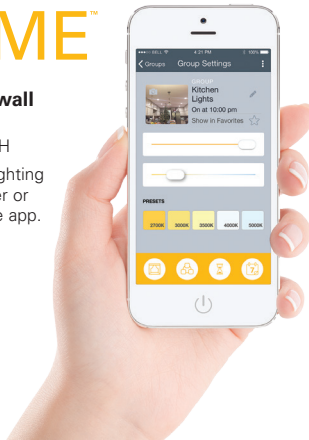 ME™
wall
H
ghting
er or
e app.
4:21 PM
100%
Groups
Group Settings
GROUP
Kitchen
Lights
On at 10:00 pm
Show in Favorites
PRESETS
2700K 3000K 3500K 4000K 5000K
7